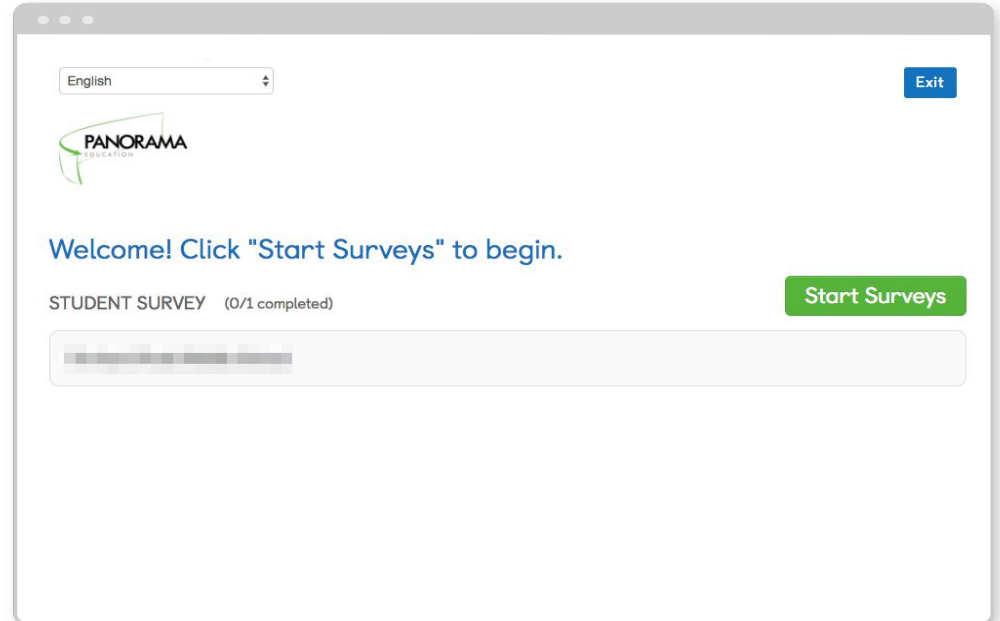 English
Exit
PANORAMA
EDUCATION
Welcome! Click "Start Surveys" to begin.
STUDENT SURVEY (0/1 completed)
Start Surveys